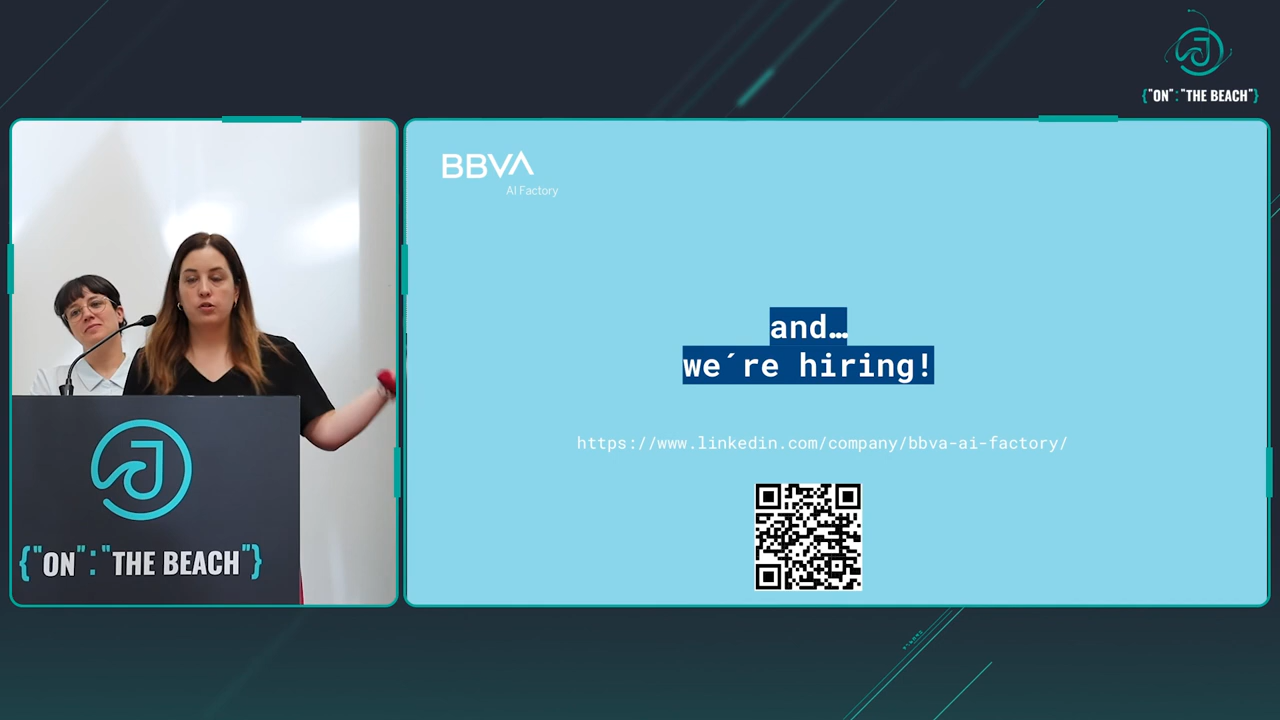 {"ON":"THE BEACH"}
BBVA
AI Factory
and…
we´re hiring!
https://www.linkedin.com/company/bbva-ai-factory/
{"ON":"THE BEACH"}